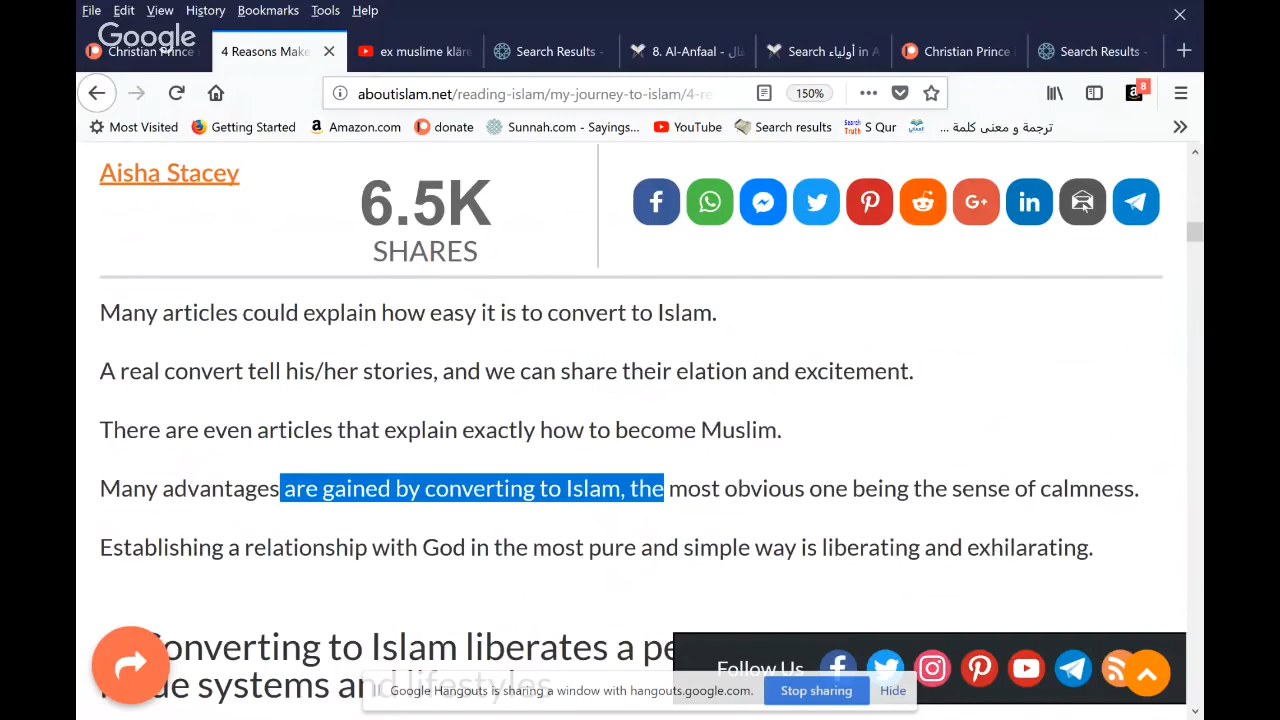 File Edit View History Bookmarks Tools Help
Google
Christian Prince 4 Reasons Make ex muslime kläre Search Results - 8. Al-Anfaal - Search أولياء in A Christian Prince Search Results -
aboutislam.net/reading-islam/my-journey-to-islam/4-re 150% 8
Most Visited Getting Started Amazon.com donate Sunnah.com - Sayings... YouTube Search results Search Truth S Qur ترجمة و معنى كلمة ...
Aisha Stacey
6.5K
SHARES
G+ in
Many articles could explain how easy it is to convert to Islam.
A real convert tell his/her stories, and we can share their elation and excitement.
There are even articles that explain exactly how to become Muslim.
Many advantages are gained by converting to Islam, the most obvious one being the sense of calmness.
Establishing a relationship with God in the most pure and simple way is liberating and exhilarating.
Converting to Islam liberates a pe
systems and lifestyles
Follow Us
Google Hangouts is sharing a window with hangouts.google.com. Stop sharing Hide